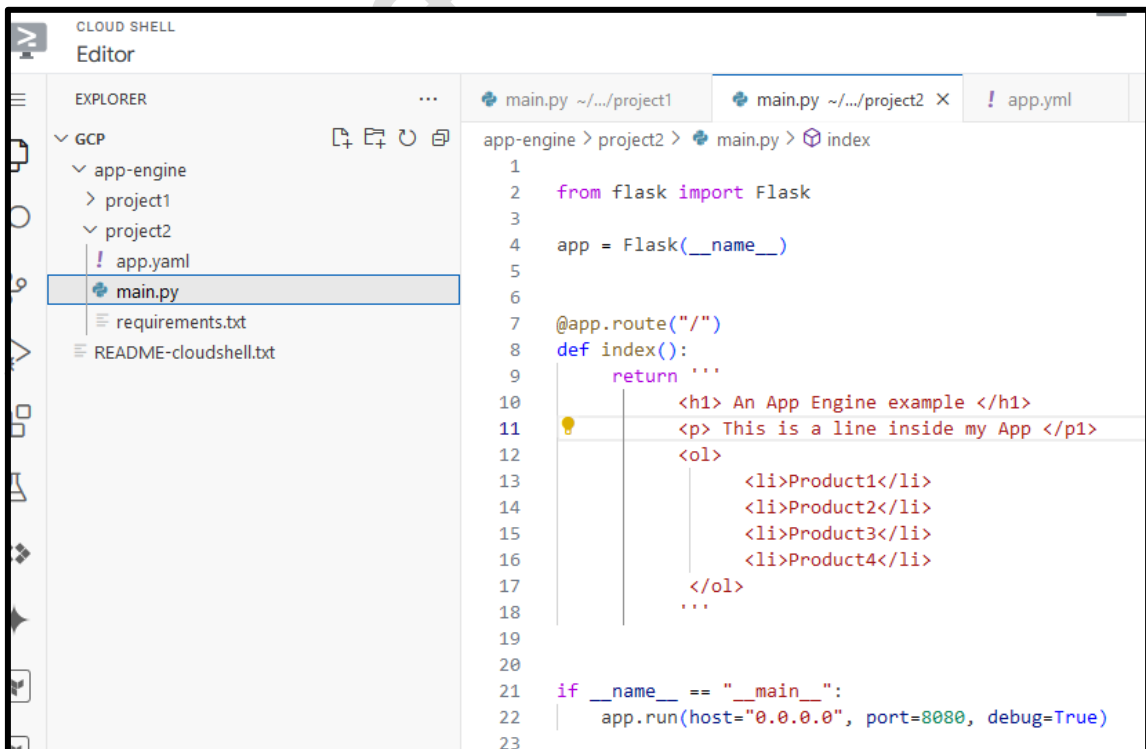 CLOUD SHELL
Editor
EXPLORER ...
GCP
app-engine
project1
project2
! app.yaml
main.py
requirements.txt
README-cloudshell.txt
main.py ~/.../project1 main.py ~/.../project2 ! app.yml
app-engine > project2 > main.py > index
1
2 from flask import Flask
3
4 app = Flask(__name__)
5
6
7 @app.route("/")
8 def index():
9 return '''
10 <h1> An App Engine example </h1>
11 <p> This is a line inside my App </p1>
12 <ol>
13 <li>Product1</li>
14 <li>Product2</li>
15 <li>Product3</li>
16 <li>Product4</li>
17 </ol>
18 '''
19
20
21 if __name__ == "__main__":
22 app.run(host="0.0.0.0", port=8080, debug=True)
23